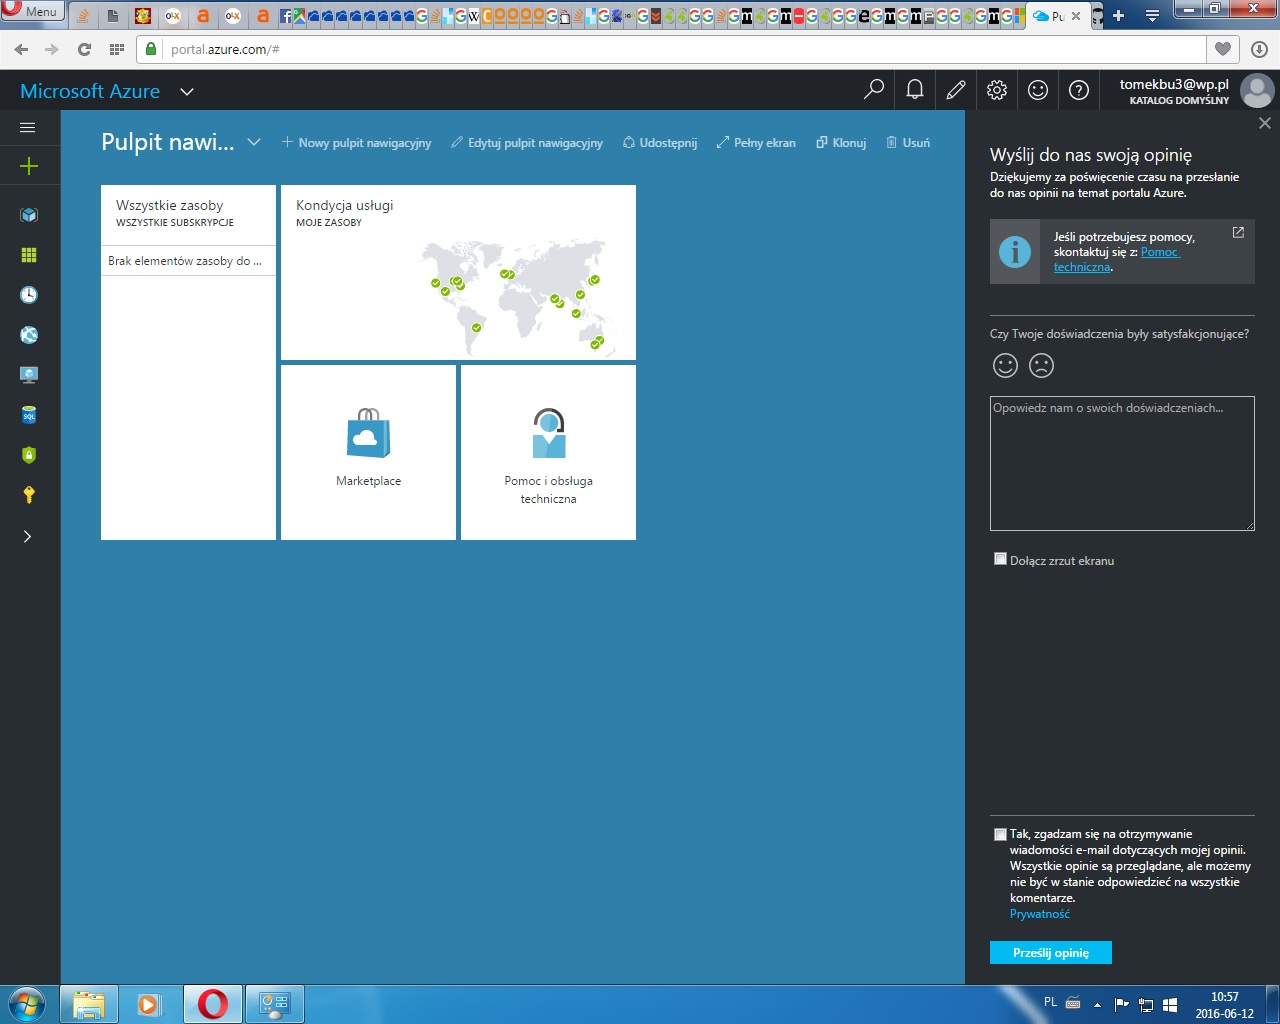 Menu
Pu
portal.azure.com/#
Microsoft Azure
tomekbu3@wp.pl
KATALOG DOMYŚLNY
Pulpit nawi...
Nowy pulpit nawigacyjny
Edytuj pulpit nawigacyjny
Udostępnij
Pełny ekran
Klonuj
Usuń
Wszystkie zasoby
WSZYSTKIE SUBSKRYPCJE
Brak elementów zasoby do ...
Kondycja usługi
MOJE ZASOBY
Marketplace
Pomoc i obsługa
techniczna
SQL
Wyślij do nas swoją opinię
Dziękujemy za poświęcenie czasu na przesłanie
do nas opinii na temat portalu Azure.
Jeśli potrzebujesz pomocy,
skontaktuj się z: Pomoc
techniczna.
Czy Twoje doświadczenia były satysfakcjonujące?
Opowiedz nam o swoich doświadczeniach...
Dołącz zrzut ekranu
Tak, zgadzam się na otrzymywanie
wiadomości e-mail dotyczących mojej opinii.
Wszystkie opinie są przeglądane, ale możemy
nie być w stanie odpowiedzieć na wszystkie
komentarze.
Prywatność
Prześlij opinię
PL
10:57
2016-06-12